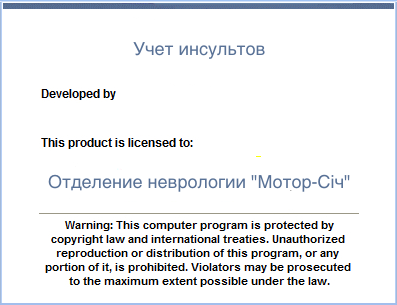 Учет инсультов
Developed by
This product is licensed to:
Отделение неврологии "Мотор-Січ"
Warning: This computer program is protected by
copyright law and international treaties. Unauthorized
reproduction or distribution of this program, or any
portion of it, is prohibited. Violators may be prosecuted
to the maximum extent possible under the law.